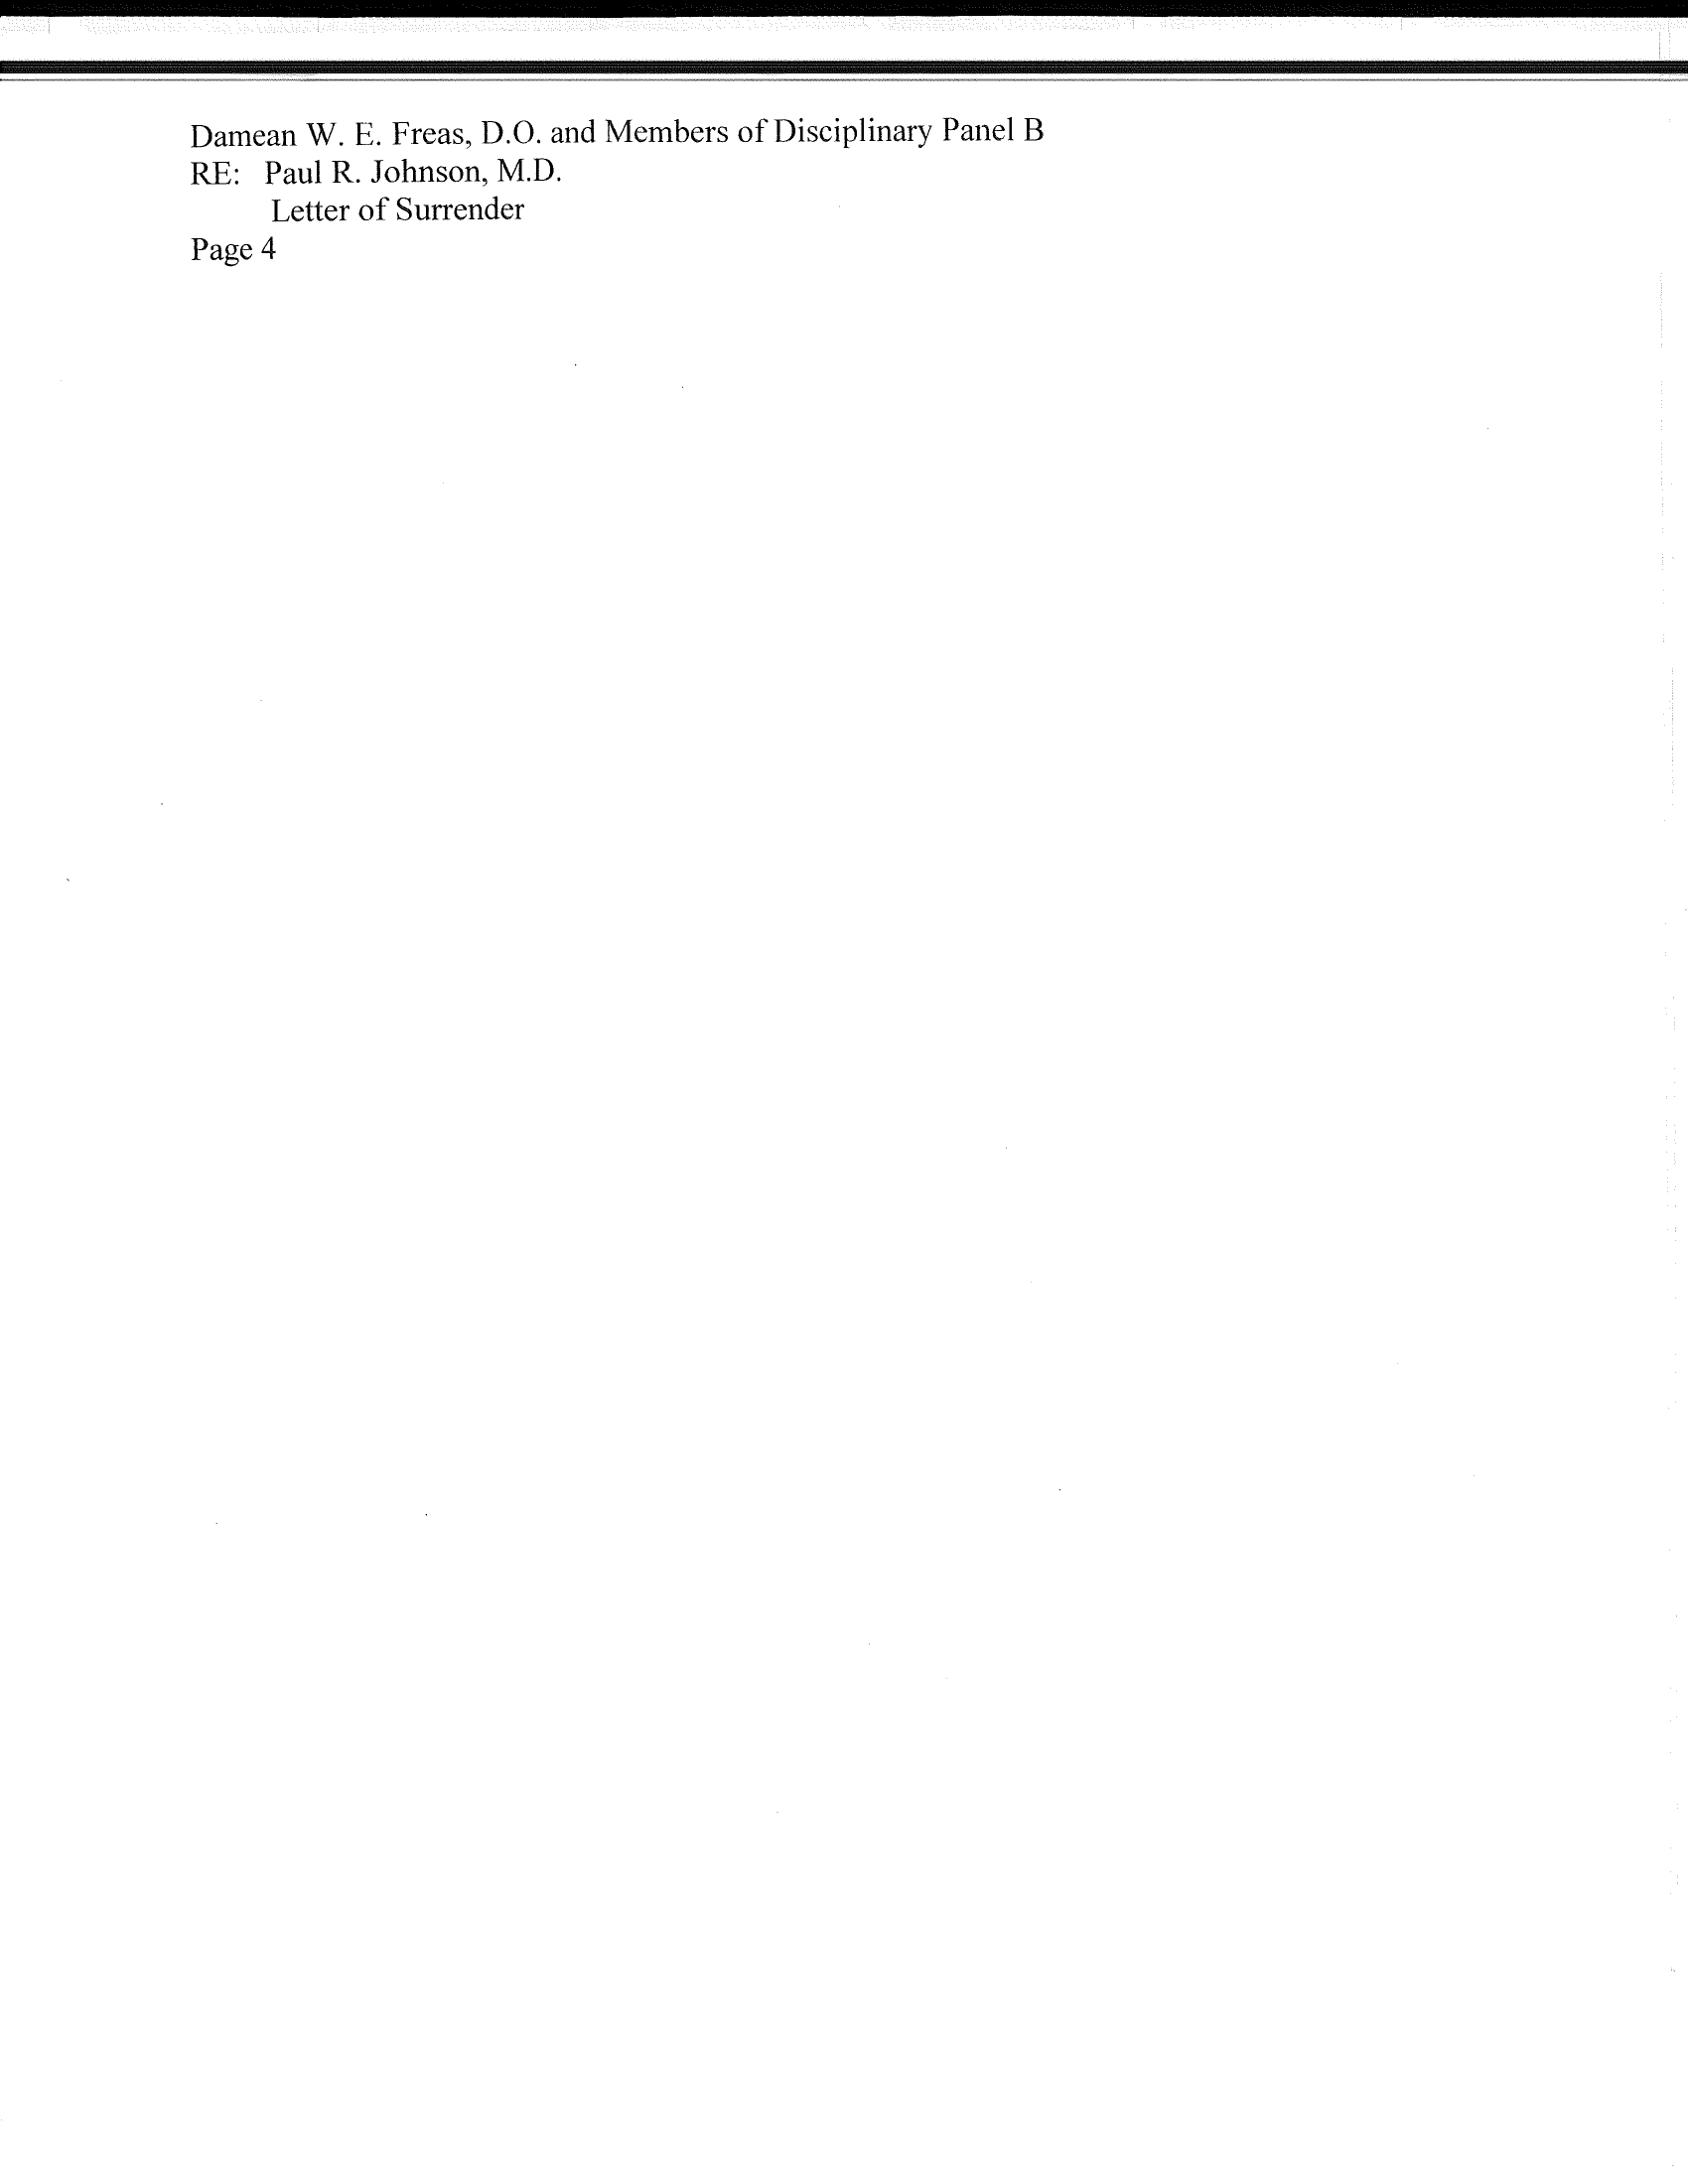 Damean W. E. Freas, D.O. and Members of Disciplinary Panel B
RE: Paul R. Johnson, M.D.
Letter of Surrender
Page 4